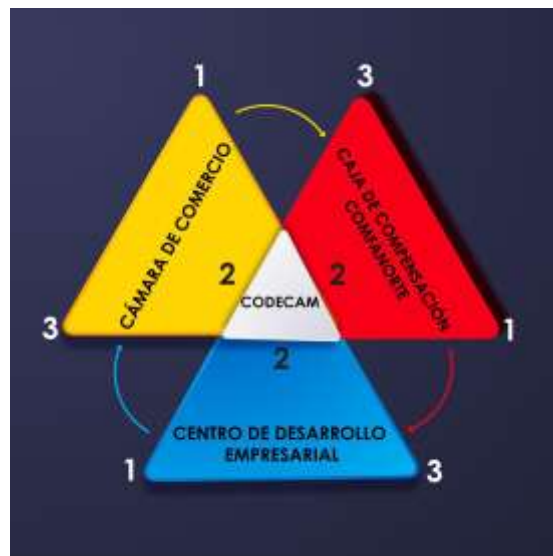 1
3
CÁMARA DE COMERCIO
CAJA DE COMPENSACIÓN
COMFANORTE
2
2
CODECAM
3
1
2
CENTRO DE DESARROLLO
EMPRESARIAL
1
3